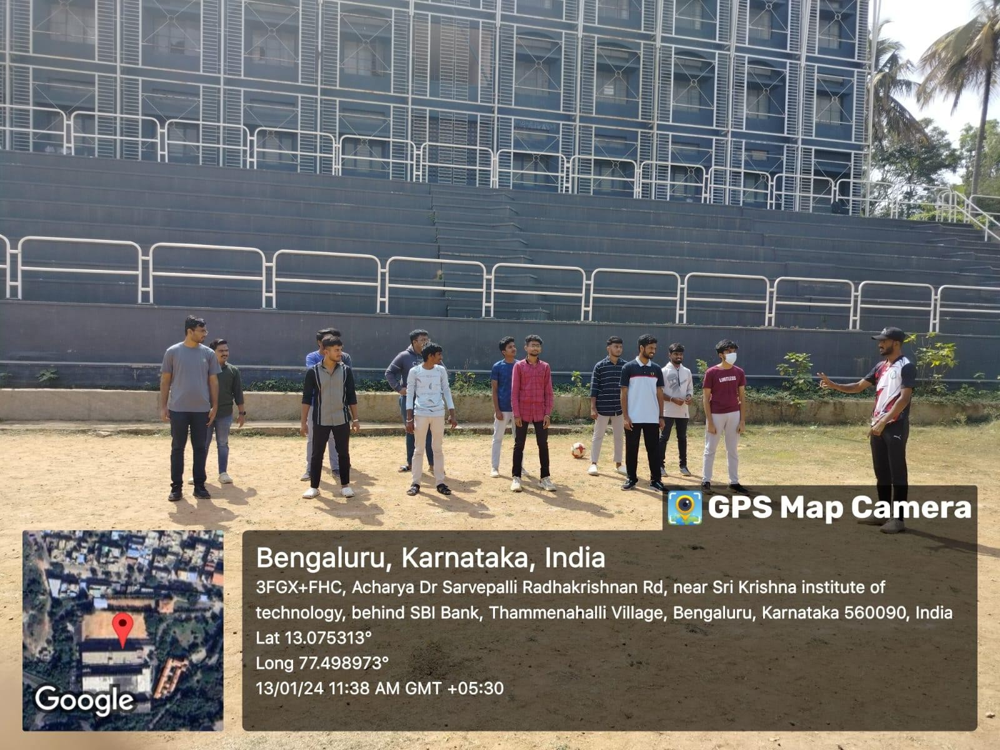 LIMITLESS
GPS Map Camera
Bengaluru, Karnataka, India
3FGX+FHC, Acharya Dr Sarvepalli Radhakrishnan Rd, near Sri Krishna institute of
technology, behind SBI Bank, Thammenahalli Village, Bengaluru, Karnataka 560090, India
Lat 13.075313°
Long 77.498973°
13/01/24 11:38 AM GMT +05:30
Google